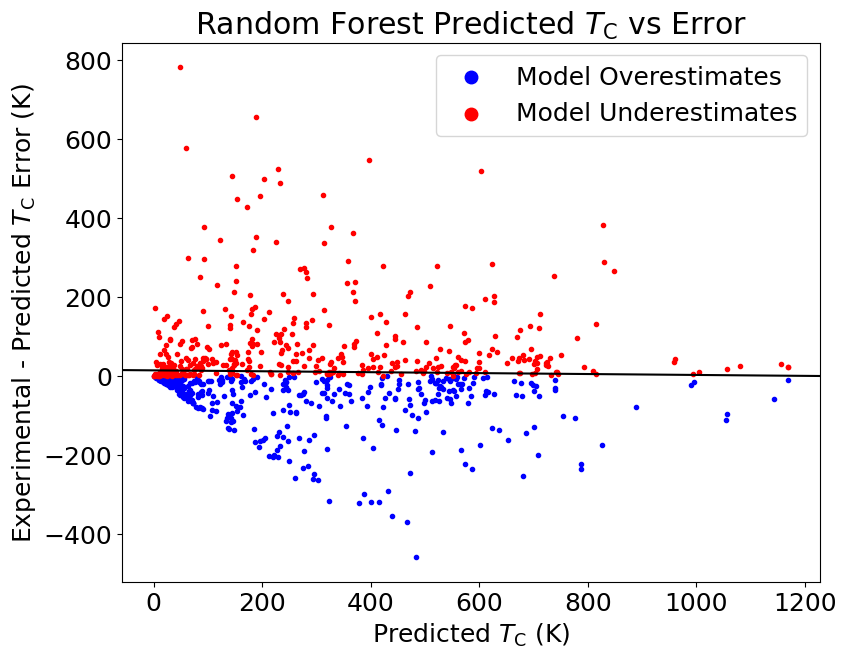 Random Forest Predicted T_C vs Error
Experimental - Predicted T_C Error (K)
800
600
400
200
0
−200
−400
Model Overestimates
Model Underestimates
0 200 400 600 800 1000 1200
Predicted T_C (K)